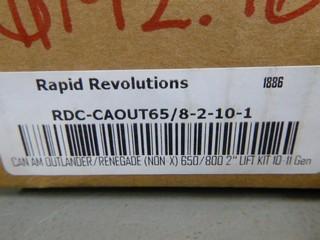 Rapid Revolutions 1886
RDC-CAOUT65/8-2-10-1
CAN AM OUTLANDER/RENEGADE (NON X) 650/800 2" LIFT KIT 10-11 Gen